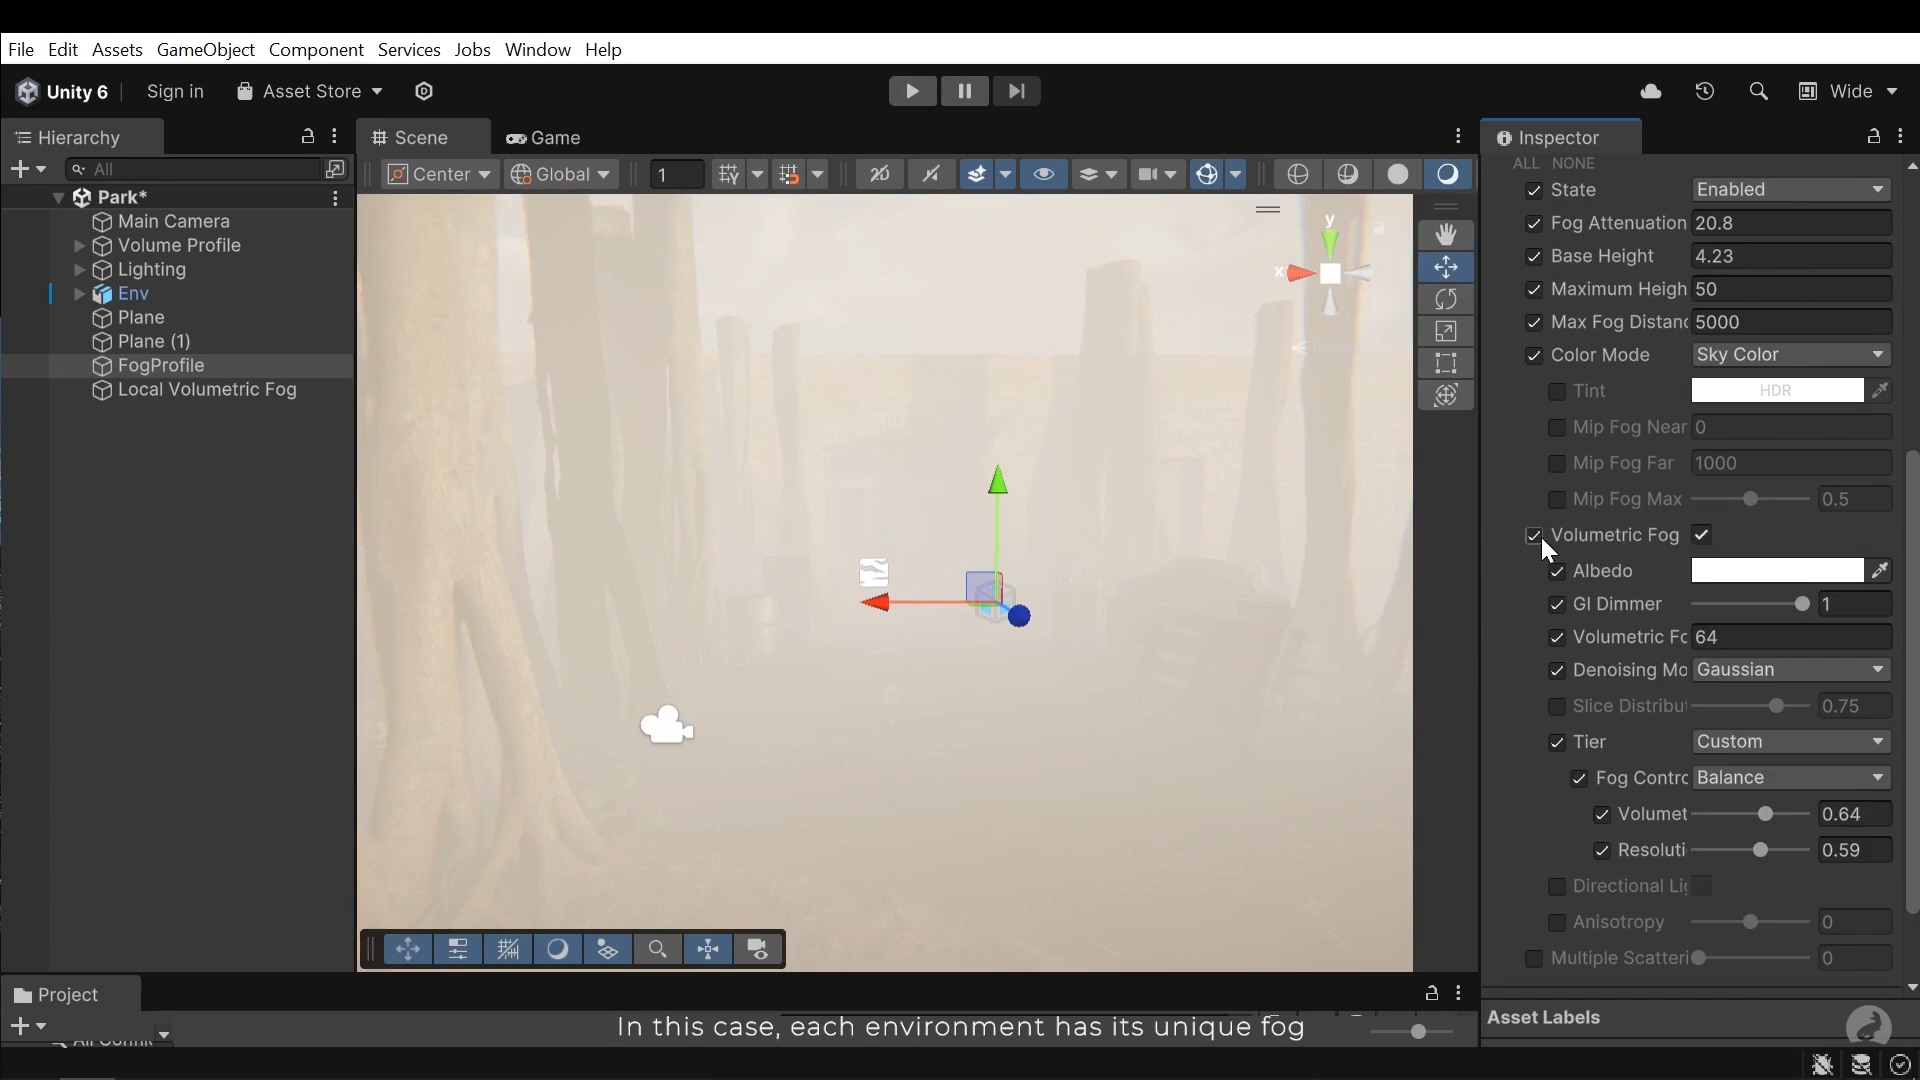 File Edit Assets GameObject Component Services Jobs Window Help
Unity 6 Sign in Asset Store Wide
Hierarchy Scene Game Inspector
All Center Global 1
ALL NONE
Park*
Main Camera
Volume Profile
Lighting
Env
Plane
Plane (1)
FogProfile
Local Volumetric Fog
y
x
State Enabled
Fog Attenuation 20.8
Base Height 4.23
Maximum Heigh 50
Max Fog Distanc 5000
Color Mode Sky Color
Tint HDR
Mip Fog Near 0
Mip Fog Far 1000
Mip Fog Max 0.5
Volumetric Fog
Albedo
GI Dimmer 1
Volumetric Fo 64
Denoising Mo Gaussian
Slice Distribut 0.75
Tier Custom
Fog Contro Balance
Volumet 0.64
Resoluti 0.59
Directional Lig
Anisotropy 0
Multiple Scatteri 0
Project
In this case, each environment has its unique fog
Asset Labels